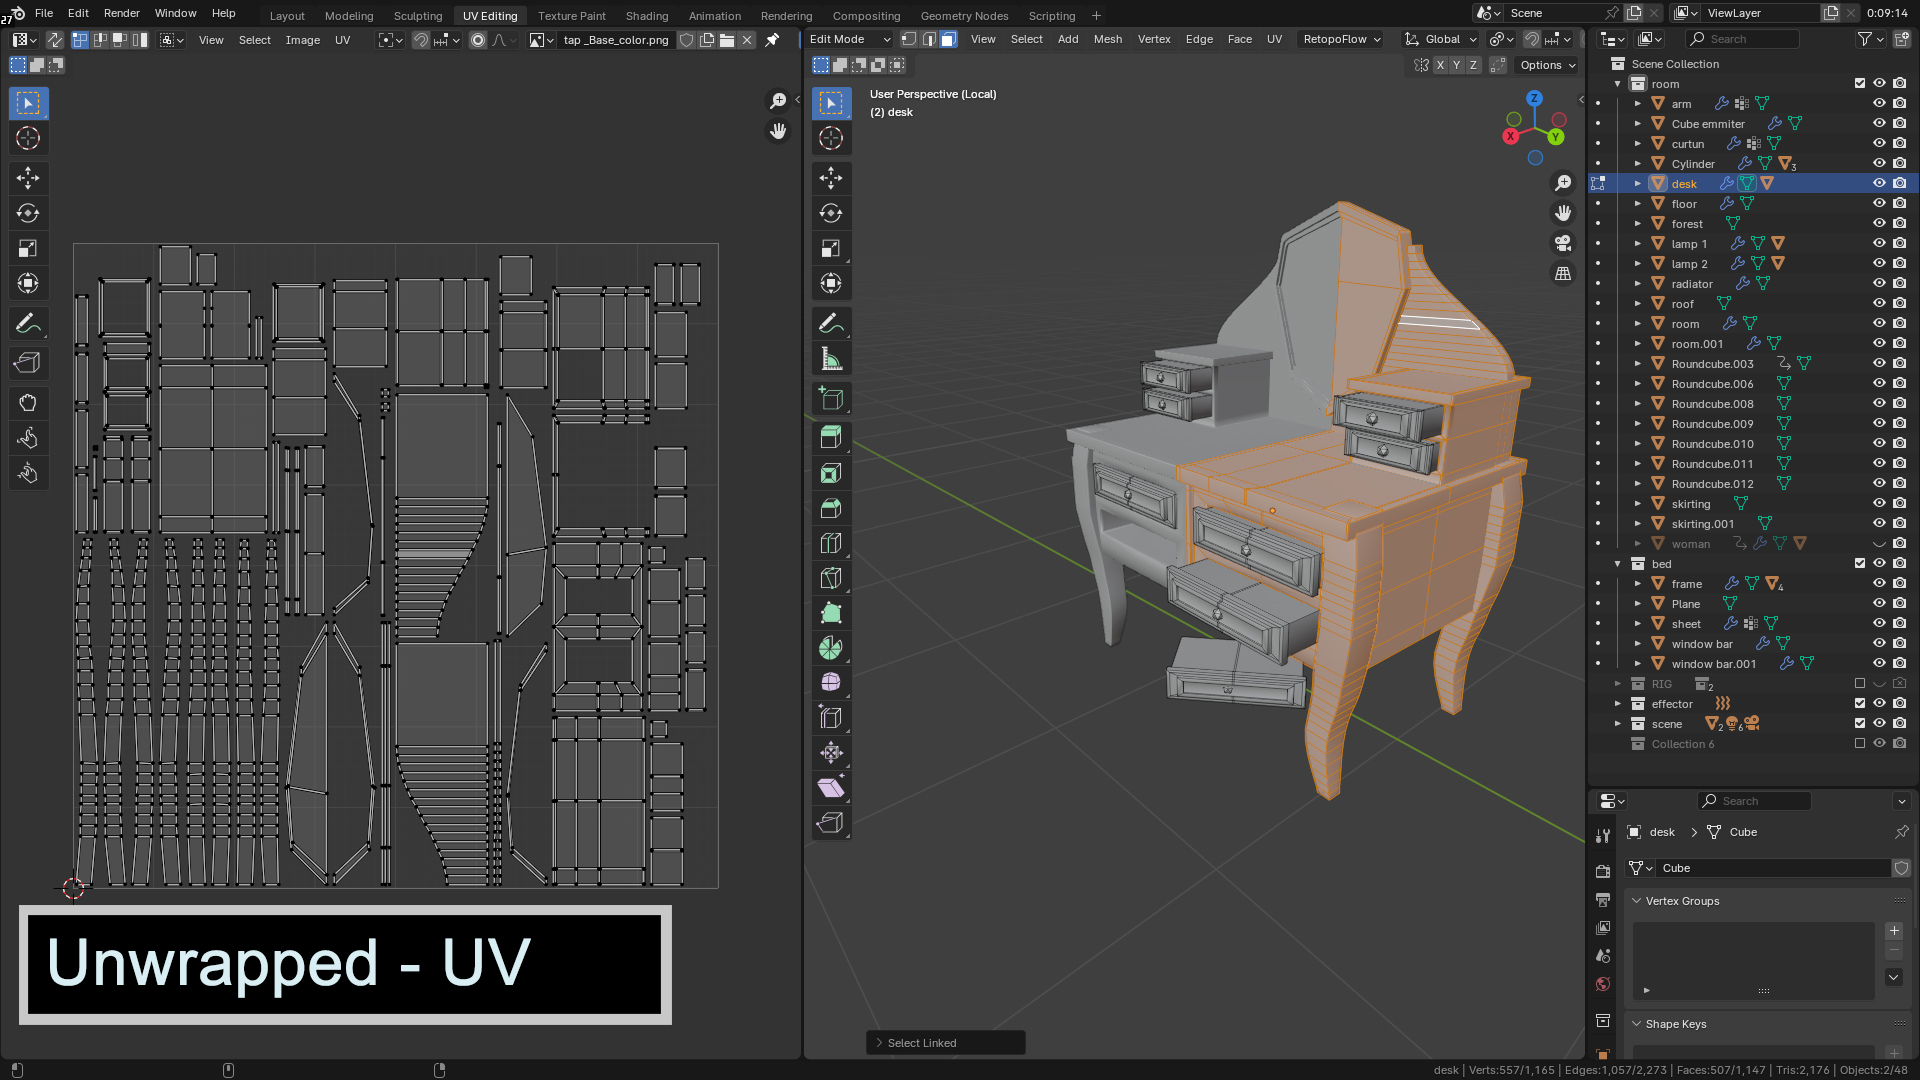 27
File Edit Render Window Help
Layout Modeling Sculpting UV Editing Texture Paint Shading Animation Rendering Compositing Geometry Nodes Scripting +
Scene
ViewLayer
0:09:14
View Select Image UV
tap _Base_color.png
Edit Mode
View Select Add Mesh Vertex Edge Face UV
RetopoFlow
Global
X Y Z
Options
Search
User Perspective (Local)
(2) desk
Z
X
Y
Scene Collection
room
arm
Cube emmiter
curtun
Cylinder 3
desk
floor
forest
lamp 1
lamp 2
radiator
roof
room
room.001
Roundcube.003
Roundcube.006
Roundcube.008
Roundcube.009
Roundcube.010
Roundcube.011
Roundcube.012
skirting
skirting.001
woman
bed
frame 4
Plane
sheet
window bar
window bar.001
RIG 2
effector
scene 2 6
Collection 6
Search
desk > Cube
Cube
Vertex Groups
Shape Keys
Unwrapped - UV
Select Linked
desk | Verts:557/1,165 | Edges:1,057/2,273 | Faces:507/1,147 | Tris:2,176 | Objects:2/48